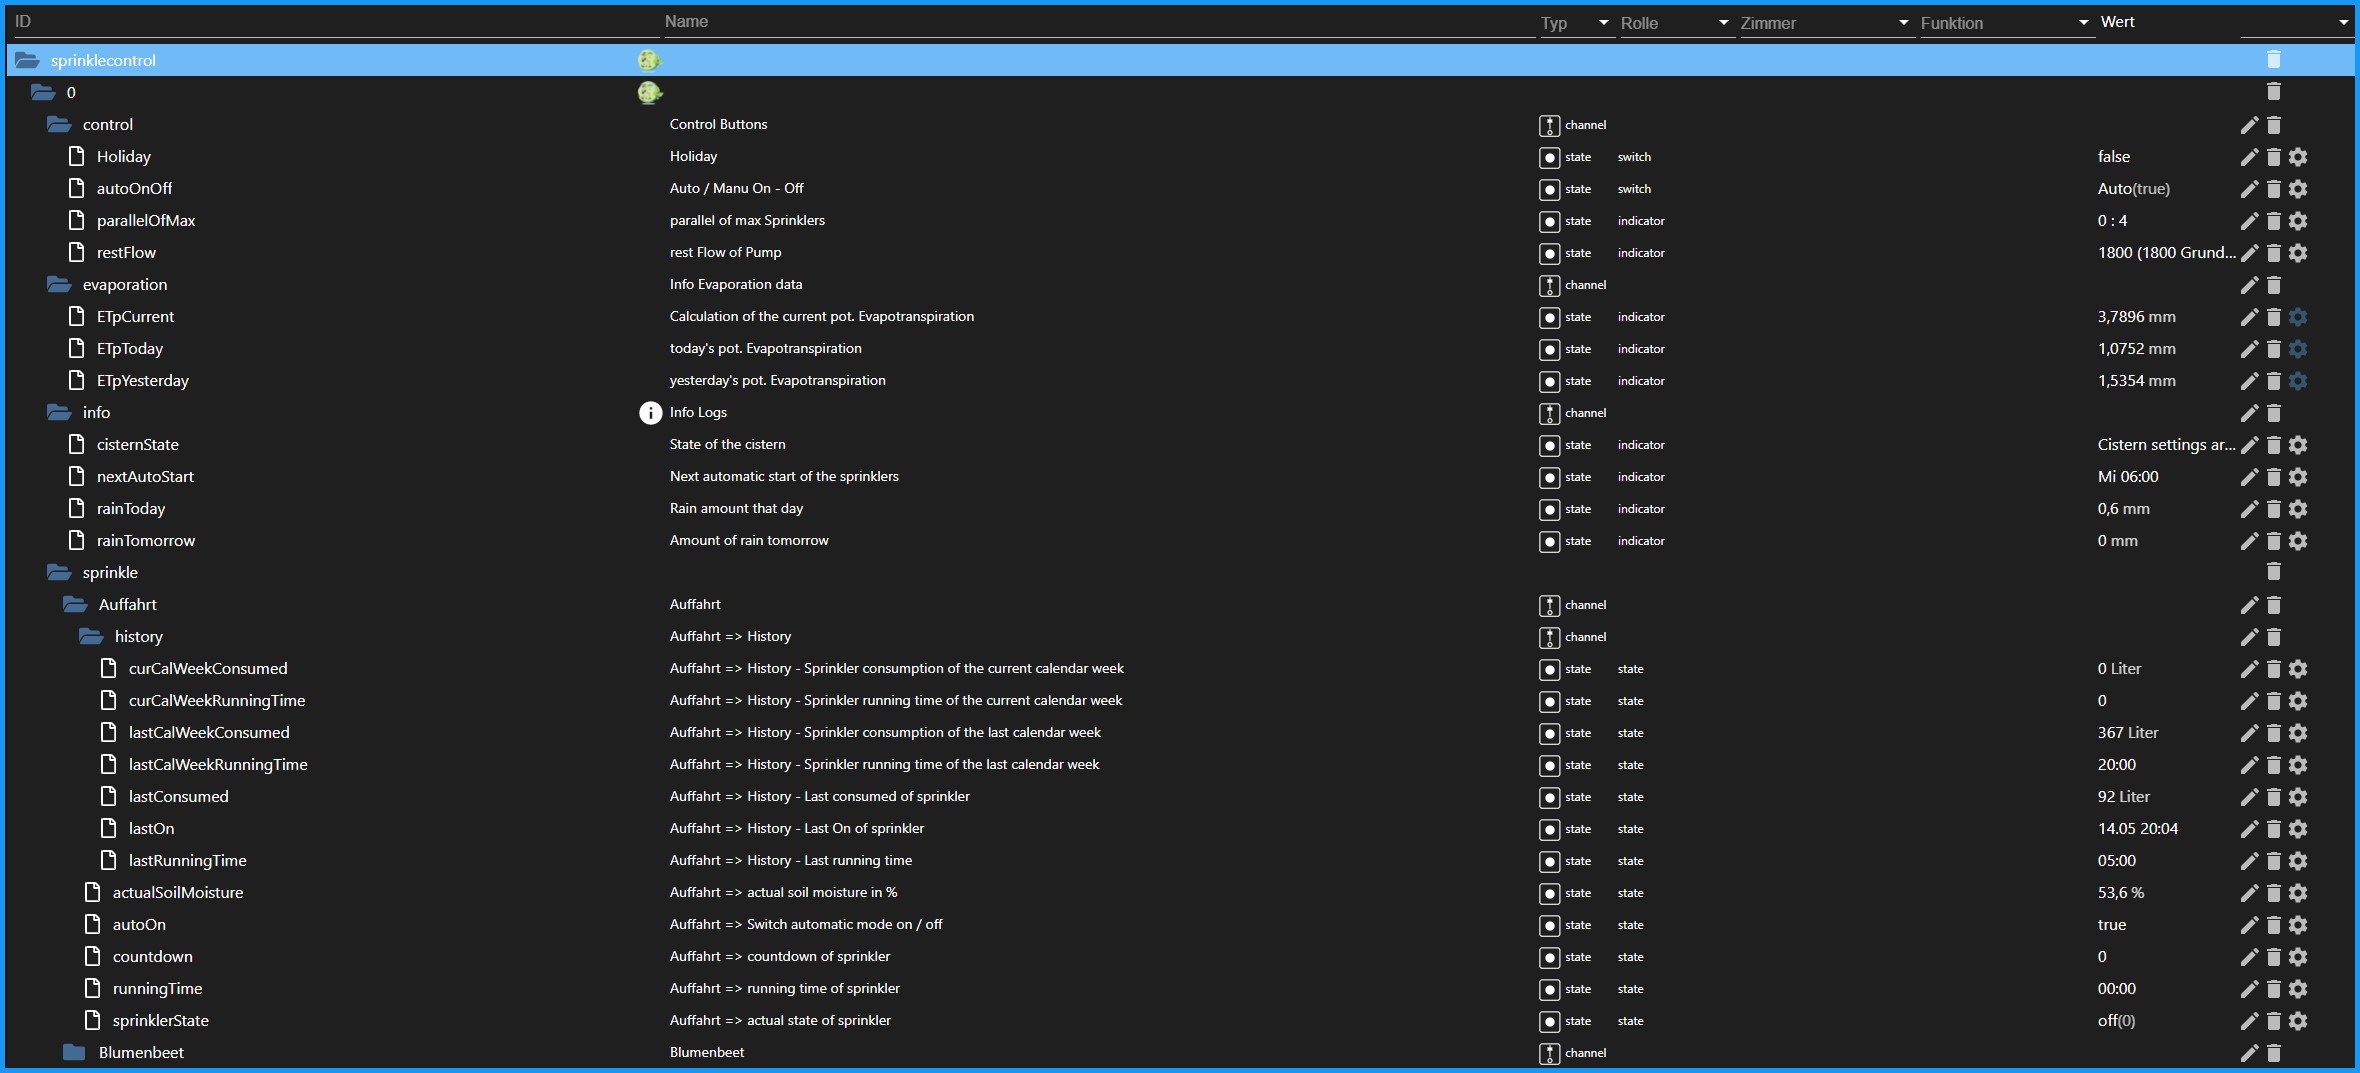 ID Name Typ Rolle Zimmer Funktion Wert
sprinklecontrol
0
control Control Buttons channel
Holiday Holiday state switch false
autoOnOff Auto / Manu On - Off state switch Auto(true)
parallelOfMax parallel of max Sprinklers state indicator 0 : 4
restFlow rest Flow of Pump state indicator 1800 (1800 Grund...
evaporation Info Evaporation data channel
ETpCurrent Calculation of the current pot. Evapotranspiration state indicator 3,7896 mm
ETpToday today's pot. Evapotranspiration state indicator 1,0752 mm
ETpYesterday yesterday's pot. Evapotranspiration state indicator 1,5354 mm
info Info Logs channel
cisternState State of the cistern state indicator Cistern settings ar...
nextAutoStart Next automatic start of the sprinklers state indicator Mi 06:00
rainToday Rain amount that day state indicator 0,6 mm
rainTomorrow Amount of rain tomorrow state indicator 0 mm
sprinkle
Auffahrt Auffahrt channel
history Auffahrt => History channel
curCalWeekConsumed Auffahrt => History - Sprinkler consumption of the current calendar week state state 0 Liter
curCalWeekRunningTime Auffahrt => History - Sprinkler running time of the current calendar week state state 0
lastCalWeekConsumed Auffahrt => History - Sprinkler consumption of the last calendar week state state 367 Liter
lastCalWeekRunningTime Auffahrt => History - Sprinkler running time of the last calendar week state state 20:00
lastConsumed Auffahrt => History - Last consumed of sprinkler state state 92 Liter
lastOn Auffahrt => History - Last On of sprinkler state state 14.05 20:04
lastRunningTime Auffahrt => History - Last running time state state 05:00
actualSoilMoisture Auffahrt => actual soil moisture in % state state 53,6 %
autoOn Auffahrt => Switch automatic mode on / off state state true
countdown Auffahrt => countdown of sprinkler state state 0
runningTime Auffahrt => running time of sprinkler state state 00:00
sprinklerState Auffahrt => actual state of sprinkler state state off(0)
Blumenbeet Blumenbeet channel